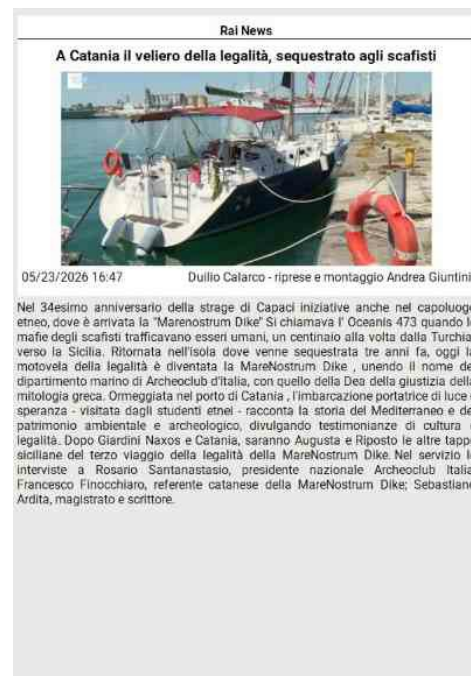 Rai News
A Catania il veliero della legalità, sequestrato agli scafisti
05/23/2026 16:47 Duilio Calarco - riprese e montaggio Andrea Giuntini
Nel 34esimo anniversario della strage di Capaci iniziative anche nel capoluogo
etneo, dove è arrivata la "Marenostrum Dike" Si chiamava l' Oceanis 473 quando
mafie degli scafisti trafficavano esseri umani, un centinaio alla volta dalla Turchia
verso la Sicilia. Ritornata nell'isola dove venne sequestrata tre anni fa, oggi
motovela della legalità è diventata la MareNostrum Dike , unendo il nome
dipartimento marino di Archeoclub d'Italia, con quello della Dea della giustizia
mitologia greca. Ormeggiata nel porto di Catania , l'imbarcazione portatrice di luce
speranza - visitata dagli studenti etnei - racconta la storia del Mediterraneo e
patrimonio ambientale e archeologico, divulgando testimonianze di cultura
legalità. Dopo Giardini Naxos e Catania, saranno Augusta e Riposto le altre
siciliane del terzo viaggio della legalità della MareNostrum Dike. Nel servizio
interviste a Rosario Santanastasio, presidente nazionale Archeoclub Italia
Francesco Finocchiaro, referente catanese della MareNostrum Dike; Sebastiano
Ardita, magistrato e scrittore.